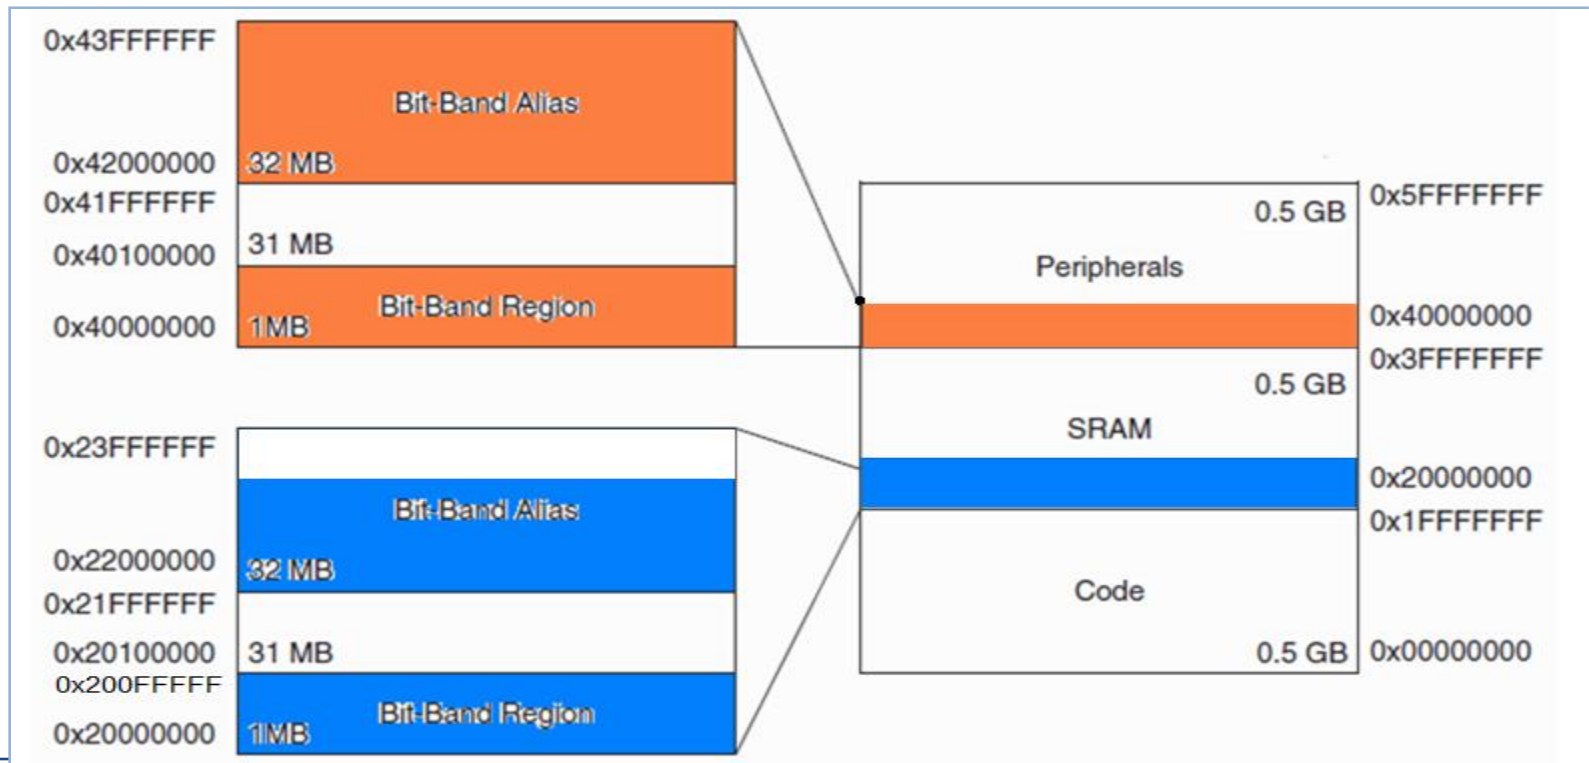 0x43FFFFFF
Bit-Band Alias
0x42000000
32 MB
0x41FFFFFF
31 MB
0x40100000
Bit-Band Region
0x40000000
1MB
0x23FFFFFF
Bit-Band Alias
0x22000000
32 MB
0x21FFFFFF
0x20100000
31 MB
0x200FFFFF
Bit-Band Region
0x20000000
1MB
0x5FFFFFFF
0.5 GB
Peripherals
0x40000000
0x3FFFFFFF
0.5 GB
SRAM
0x20000000
0x1FFFFFFF
Code
0.5 GB
0x00000000